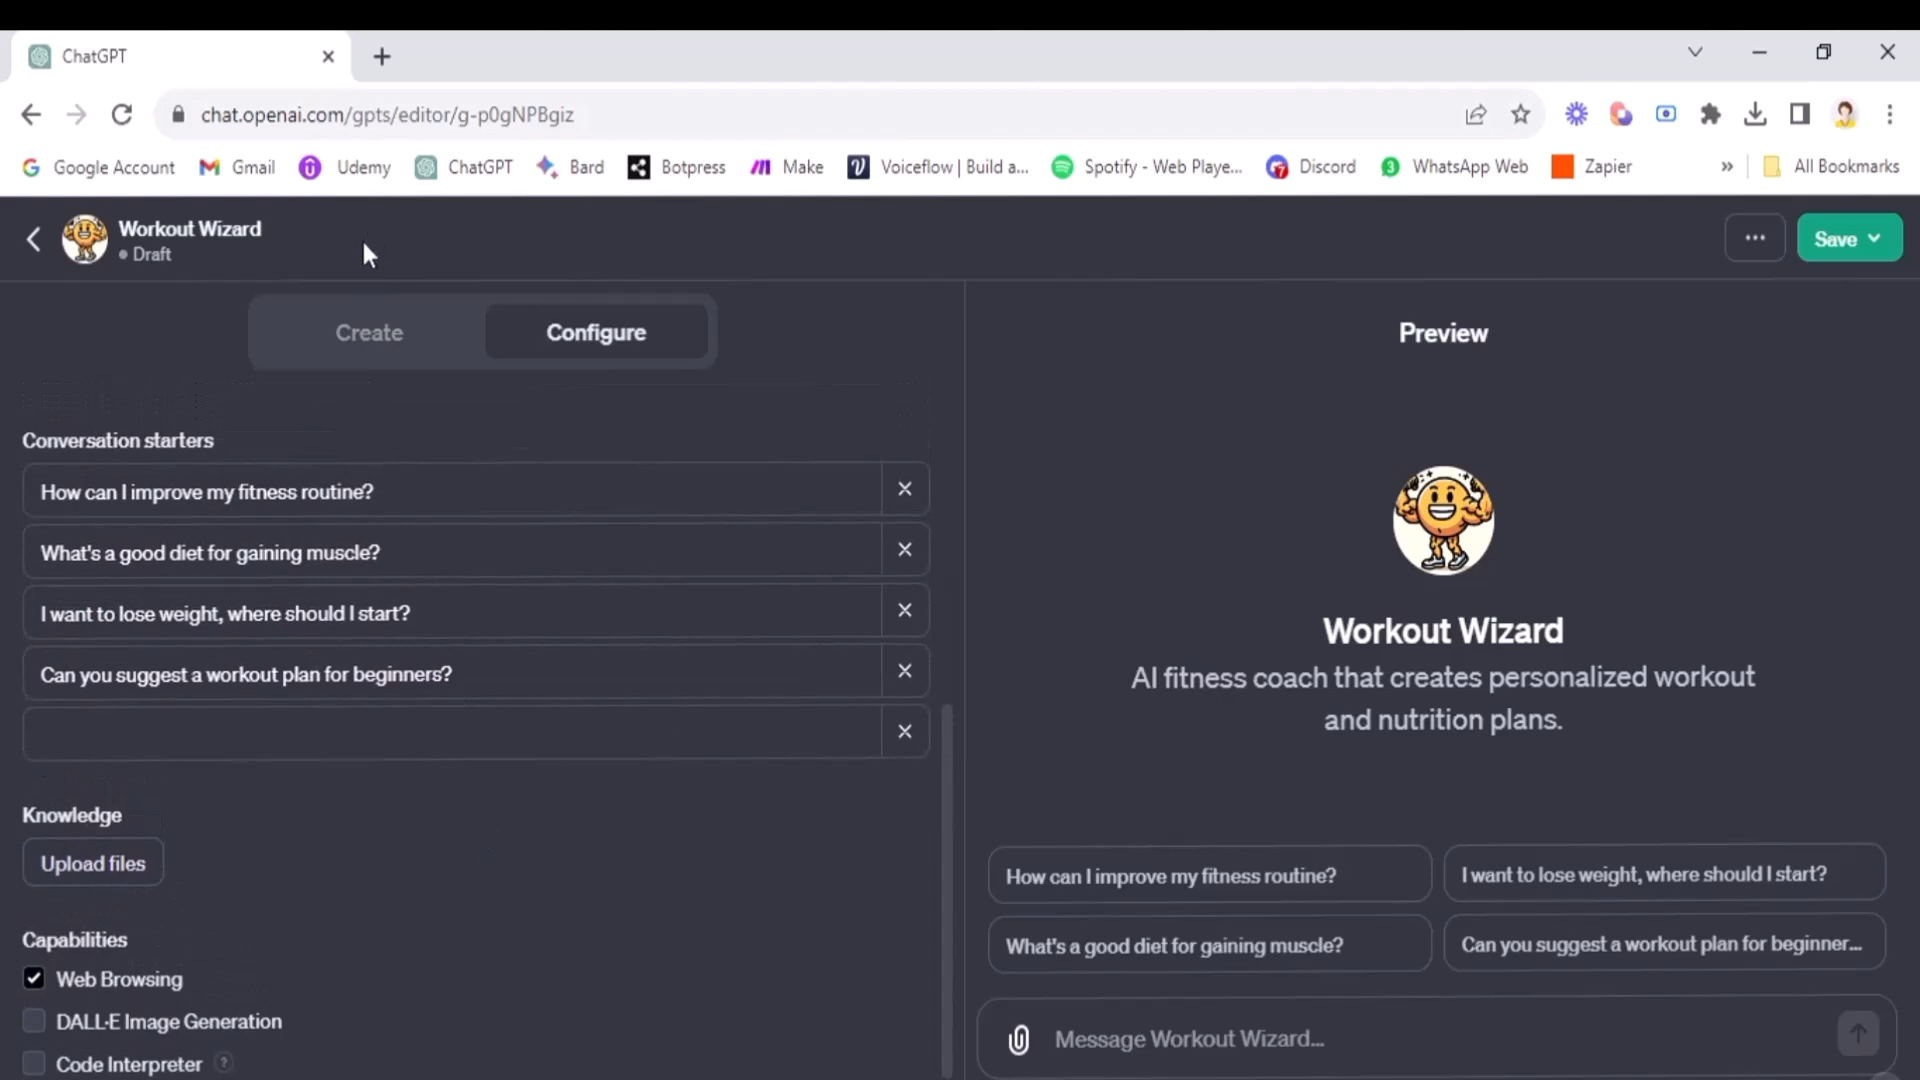 ChatGPT
chat.openai.com/gpts/editor/g-p0gNPBgiz
Google Account Gmail Udemy ChatGPT Bard Botpress Make Voiceflow | Build a... Spotify - Web Playe... Discord WhatsApp Web Zapier » All Bookmarks
Workout Wizard
Draft
Save
Create Configure
Conversation starters
How can I improve my fitness routine?
What's a good diet for gaining muscle?
I want to lose weight, where should I start?
Can you suggest a workout plan for beginners?
Knowledge
Upload files
Capabilities
Web Browsing
DALL·E Image Generation
Code Interpreter ?
Preview
Workout Wizard
AI fitness coach that creates personalized workout
and nutrition plans.
How can I improve my fitness routine? I want to lose weight, where should I start?
What's a good diet for gaining muscle? Can you suggest a workout plan for beginner...
Message Workout Wizard...